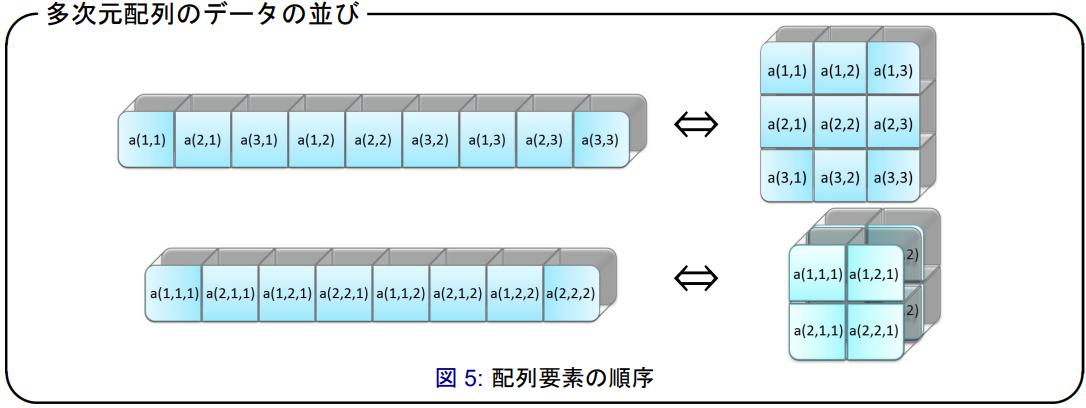 多次元配列のデータの並び
a(1,1) a(2,1) a(3,1) a(1,2) a(2,2) a(3,2) a(1,3) a(2,3) a(3,3)
a(1,1) a(1,2) a(1,3)
a(2,1) a(2,2) a(2,3)
a(3,1) a(3,2) a(3,3)
a(1,1,1) a(2,1,1) a(1,2,1) a(2,2,1) a(1,1,2) a(2,1,2) a(1,2,2) a(2,2,2)
2)
a(1,1,1) a(1,2,1)
2)
a(2,1,1) a(2,2,1)
図 5: 配列要素の順序